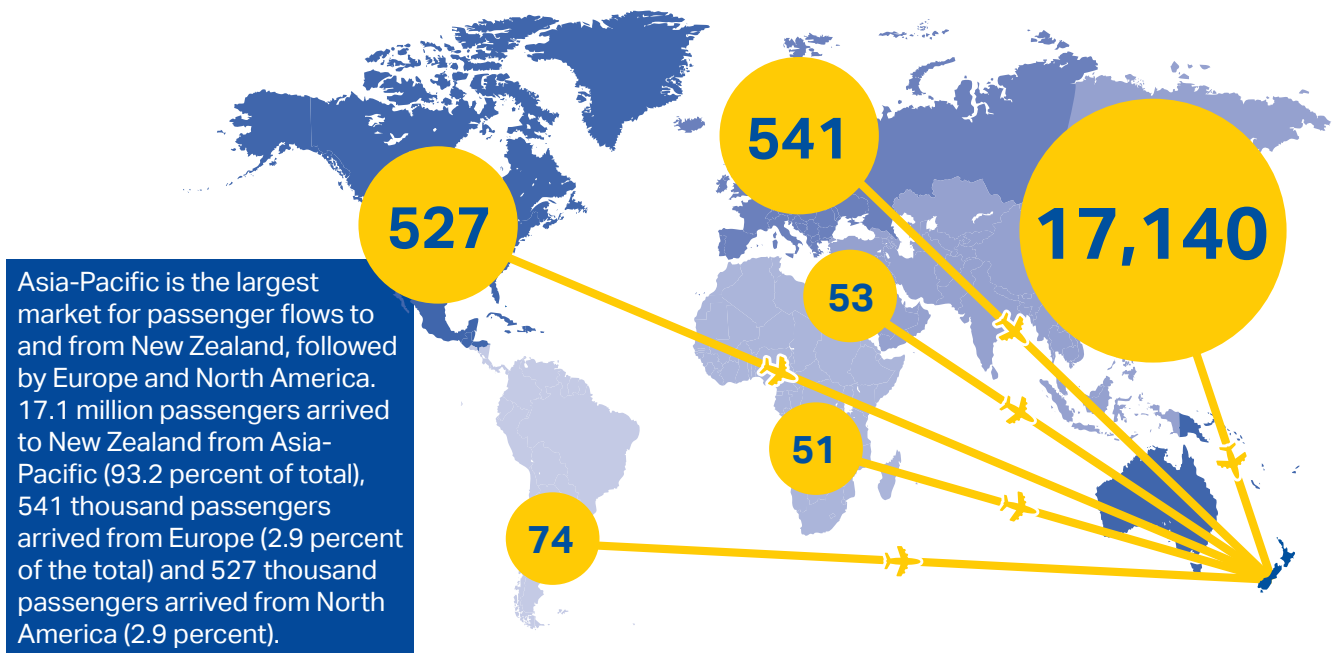 541
17,140
527
53
Asia-Pacific is the largest
market for passenger flows to
and from New Zealand, followed
by Europe and North America.
17.1 million passengers arrived
to New Zealand from Asia-
Pacific (93.2 percent of total),
541 thousand passengers
arrived from Europe (2.9 percent
of the total) and 527 thousand
passengers arrived from North
America (2.9 percent).
51
74